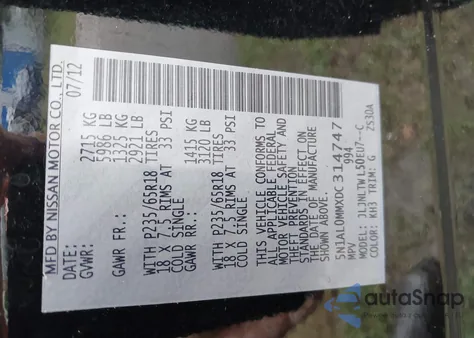 MFD BY NISSAN MOTOR CO., LTD.
DATE: 07/12
GVWR: 2715 KG
5986 LB
GAWR FR.: 1325 KG
2921 LB
WITH P235/65R18 TIRES
18 X 7.5 RIMS AT 33 PSI
COLD SINGLE
GAWR RR.: 1415 KG
3120 LB
WITH P235/65R18 TIRES
18 X 7.5 RIMS AT 33 PSI
COLD SINGLE
THIS VEHICLE CONFORMS TO
ALL APPLICABLE FEDERAL
MOTOR VEHICLE SAFETY AND
THEFT PREVENTION
STANDARDS IN EFFECT ON
THE DATE OF MANUFACTURE
SHOWN ABOVE.
5N1AL0MMXDC314747
MPV 994
MODEL: JLJNLTWL50EU7--C
COLOR: KH3 TRIM: G ZS30A
autaSnap